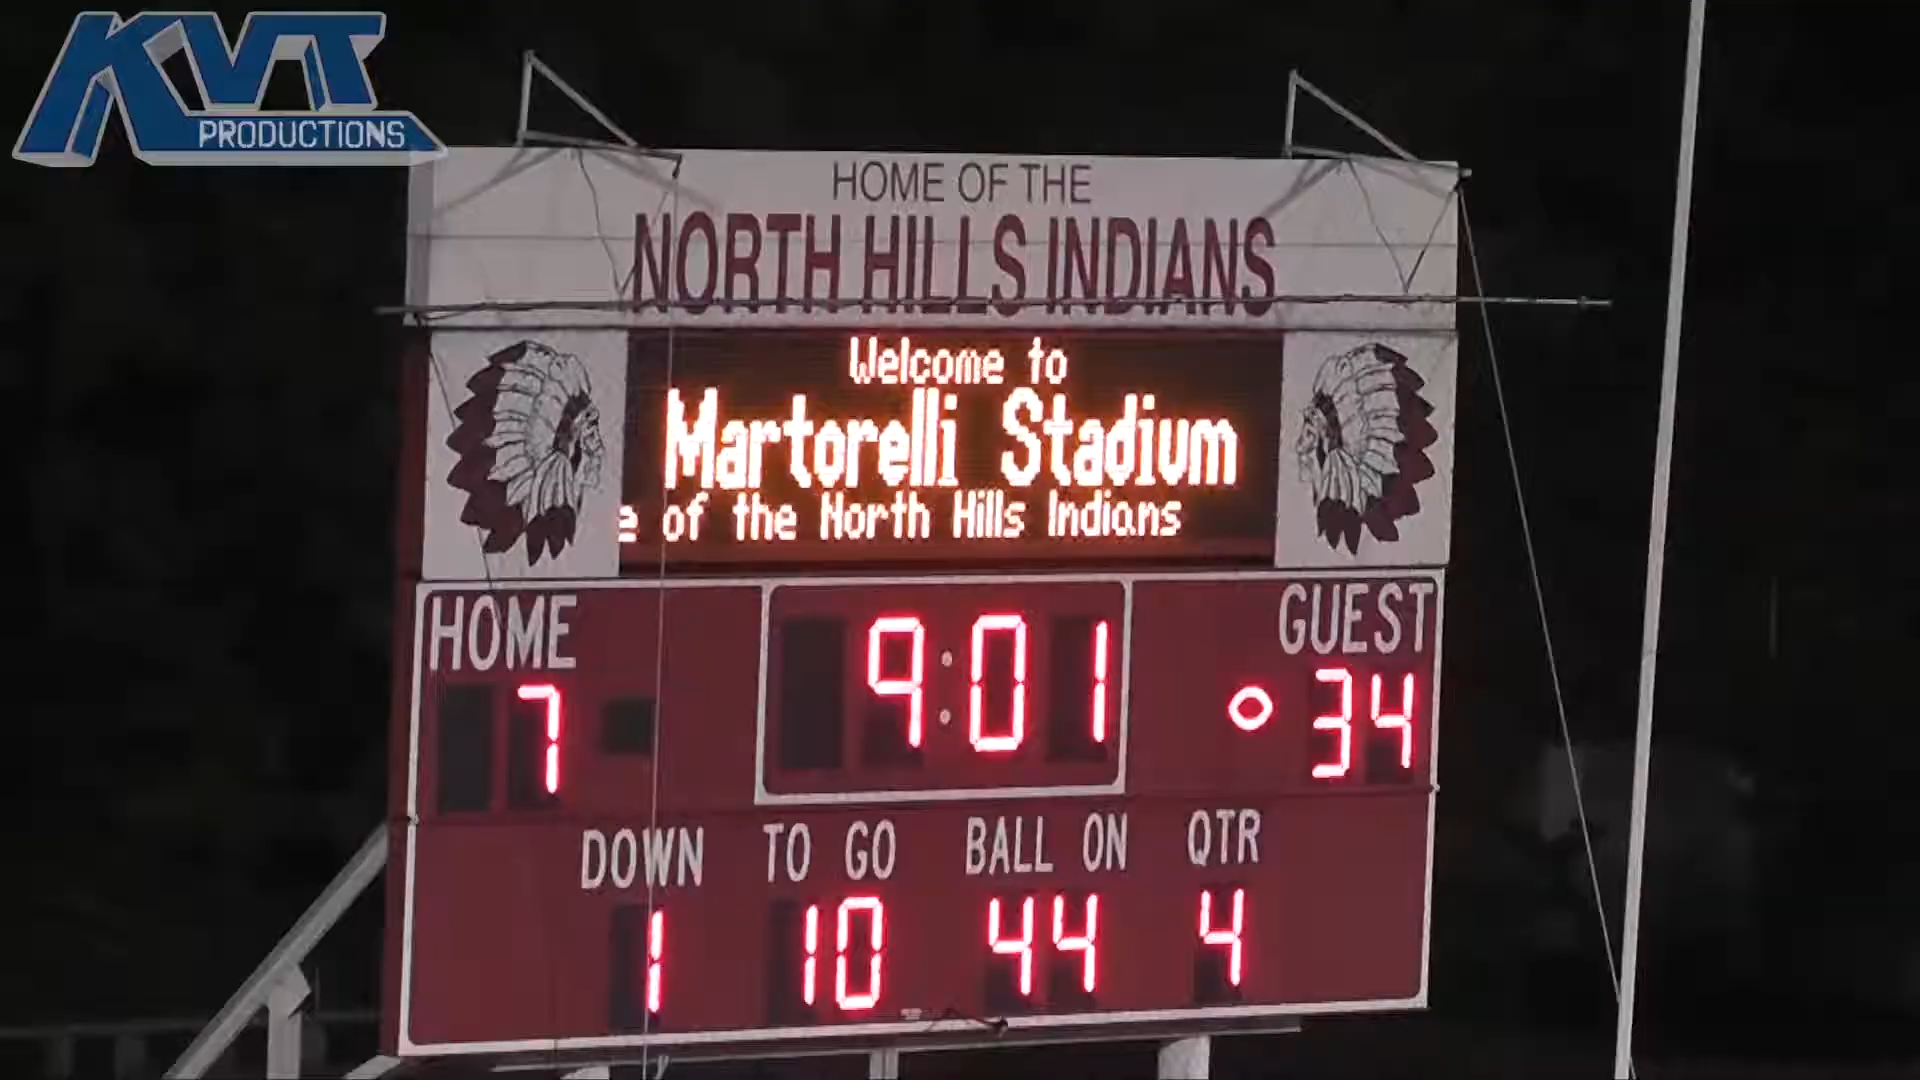 KVT
PRODUCTIONS
HOME OF THE
NORTH HILLS INDIANS
Welcome to
Martorelli Stadium
e of the North Hills Indians
HOME
9:01
GUEST
7
34
DOWN
TO GO
BALL ON
QTR
1
10
44
4